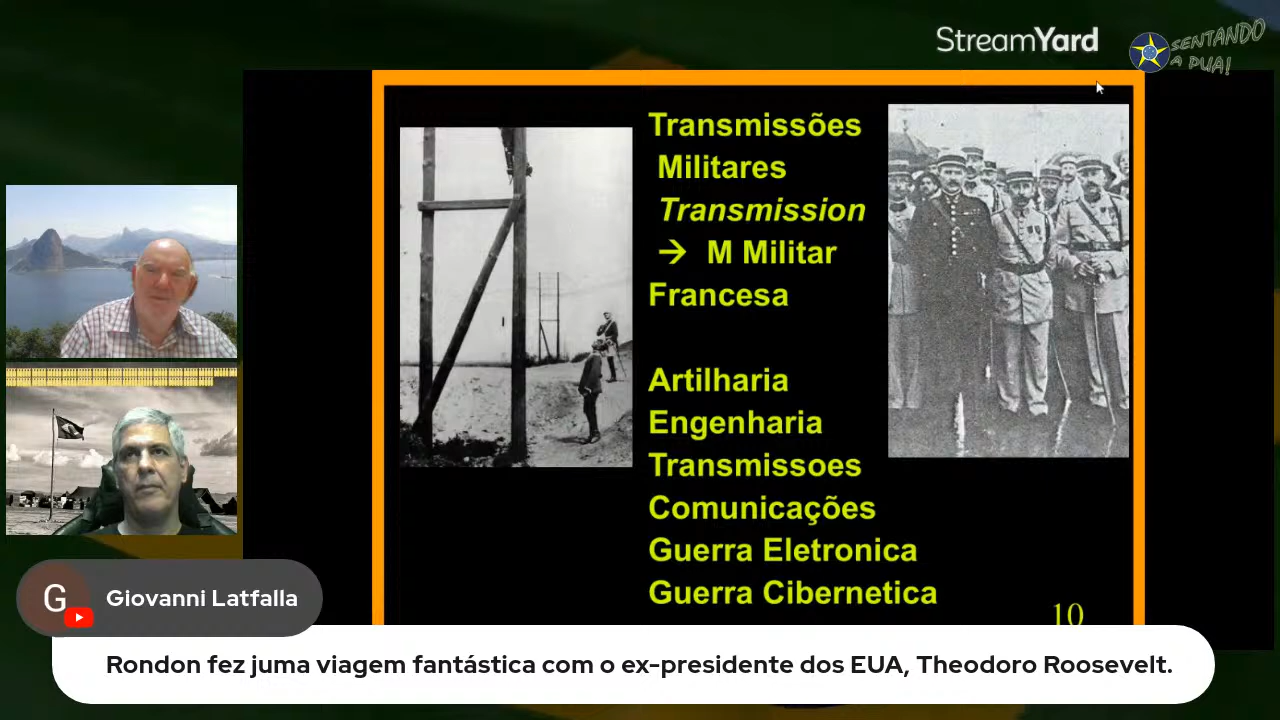 StreamYard
SENTANDO
A PUA!
Transmissões
Militares
Transmission
→ M Militar
Francesa
Artilharia
Engenharia
Transmissoes
Comunicações
Guerra Eletronica
Guerra Cibernetica
10
G
Giovanni Latfalla
Rondon fez juma viagem fantástica com o ex-presidente dos EUA, Theodoro Roosevelt.